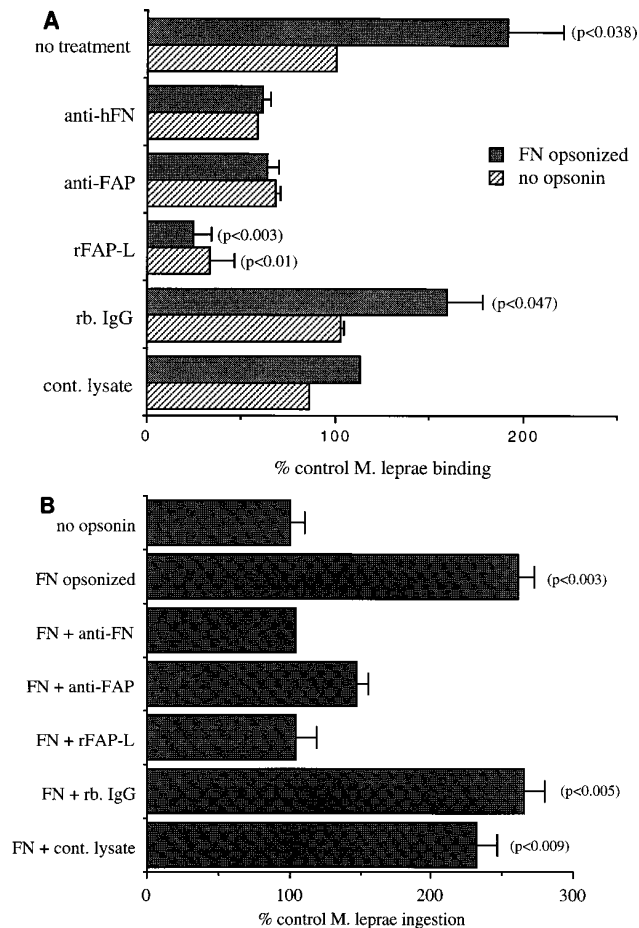 A
no treatment
(p<0.038)
anti-hFN
FN opsonized
anti-FAP
no opsonin
rFAP-L
(p<0.003)
(p<0.01)
rb. IgG
(p<0.047)
cont. lysate
0 100 200
% control M. leprae binding
B
no opsonin
FN opsonized
(p<0.003)
FN + anti-FN
FN + anti-FAP
FN + rFAP-L
FN + rb. IgG
(p<0.005)
FN + cont. lysate
(p<0.009)
0 100 200 300
% control M. leprae ingestion